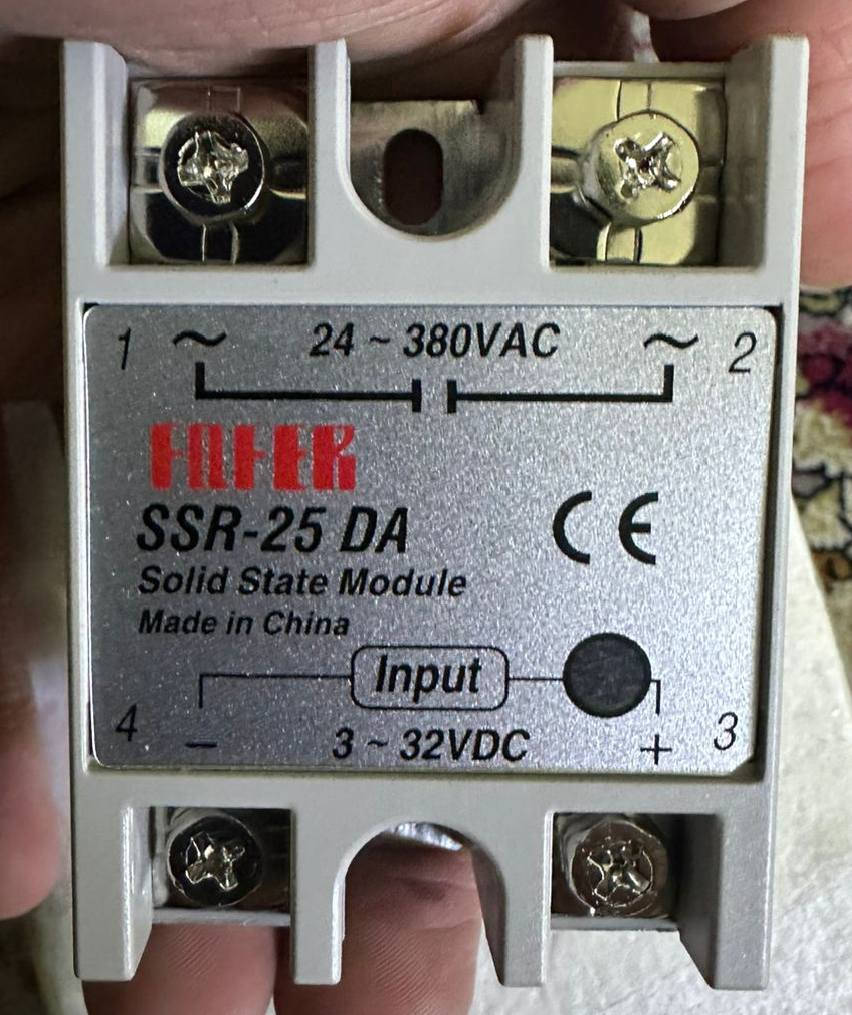 1 ~ 24 ~ 380VAC ~ 2
SSR-25 DA
CE
Solid State Module
Made in China
Input
4 − 3 ~ 32VDC + 3